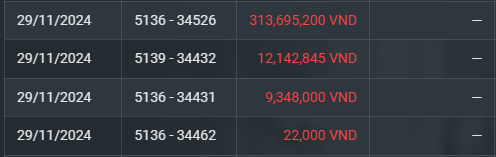 29/11/2024 5136 - 34526 313,695,200 VND —
29/11/2024 5139 - 34432 12,142,845 VND —
29/11/2024 5136 - 34431 9,348,000 VND —
29/11/2024 5136 - 34462 22,000 VND —